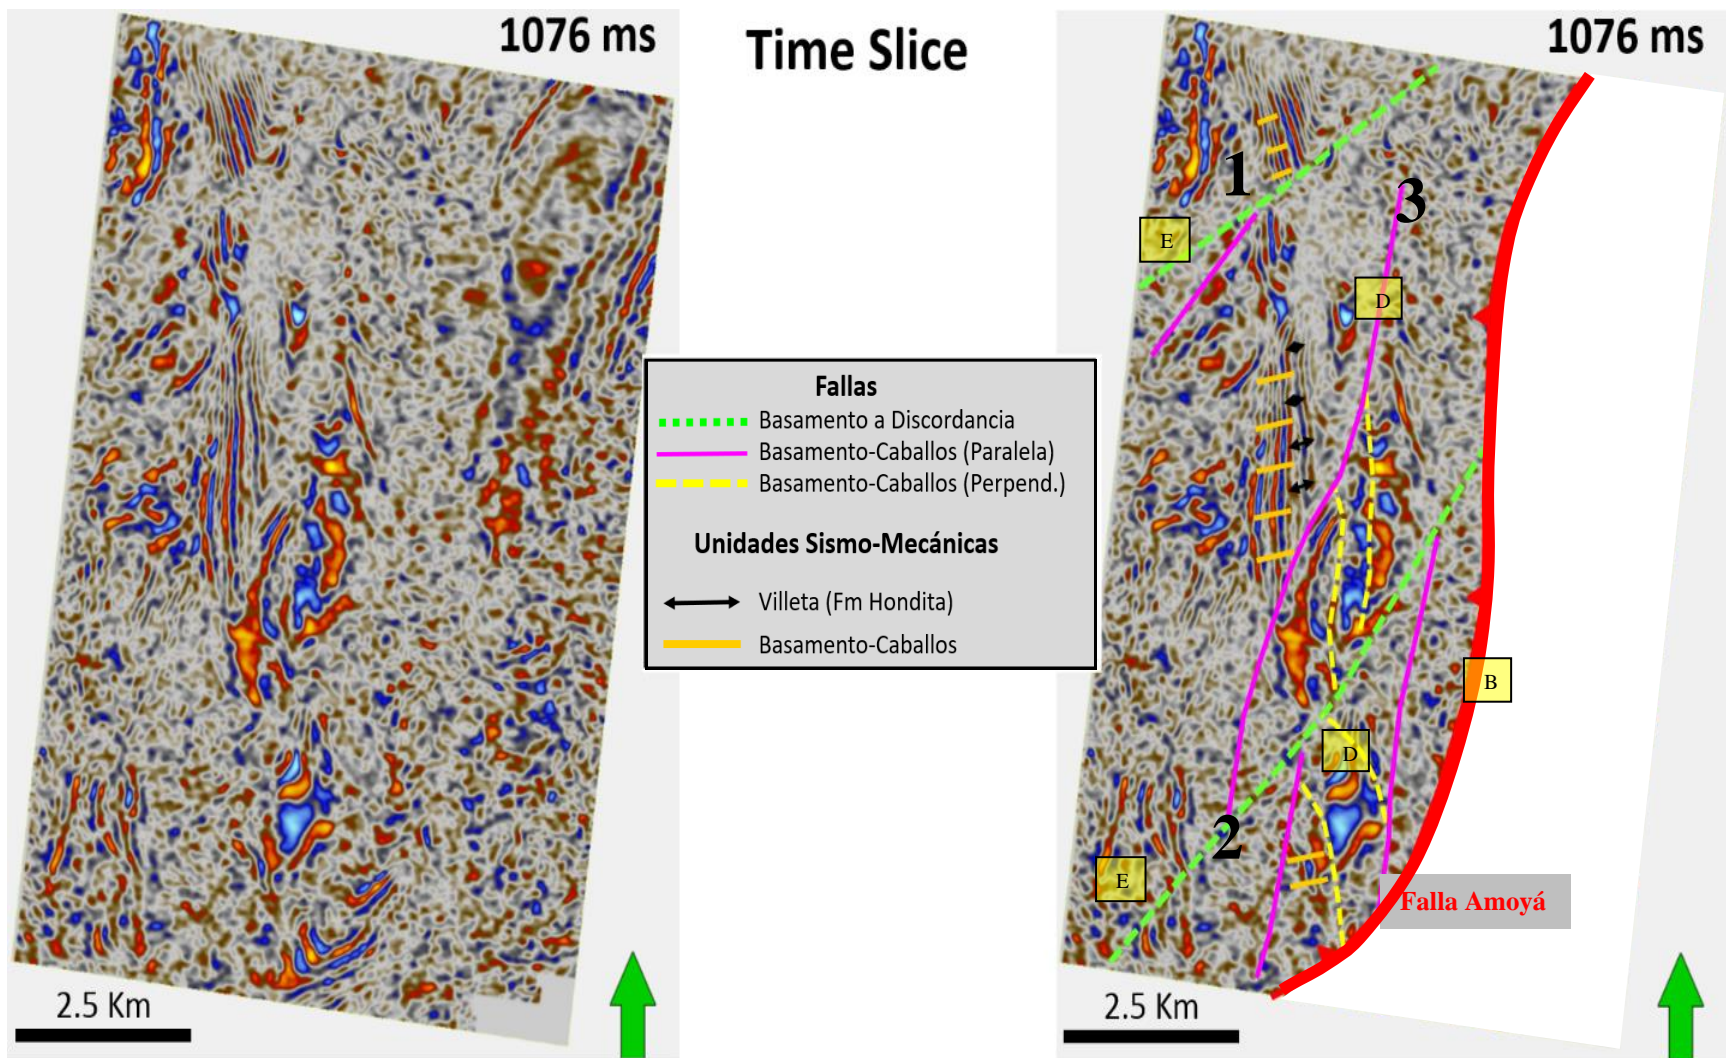 1076 ms
Time Slice
1076 ms
1
3
E
D
Fallas
Basamento a Discordancia
Basamento-Caballos (Paralela)
Basamento-Caballos (Perpend.)
Unidades Sismo-Mecánicas
Villeta (Fm Hondita)
Basamento-Caballos
B
D
2
E
Falla Amoyá
2.5 Km
2.5 Km